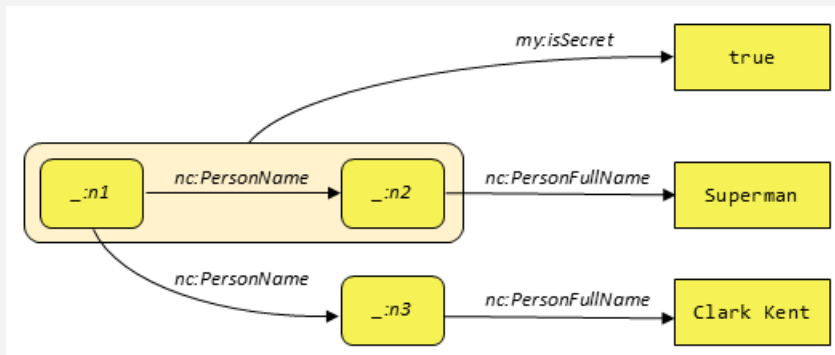 my:isSecret
true
_:n1
nc:PersonName
_:n2
nc:PersonFullName
Superman
nc:PersonName
_:n3
nc:PersonFullName
Clark Kent